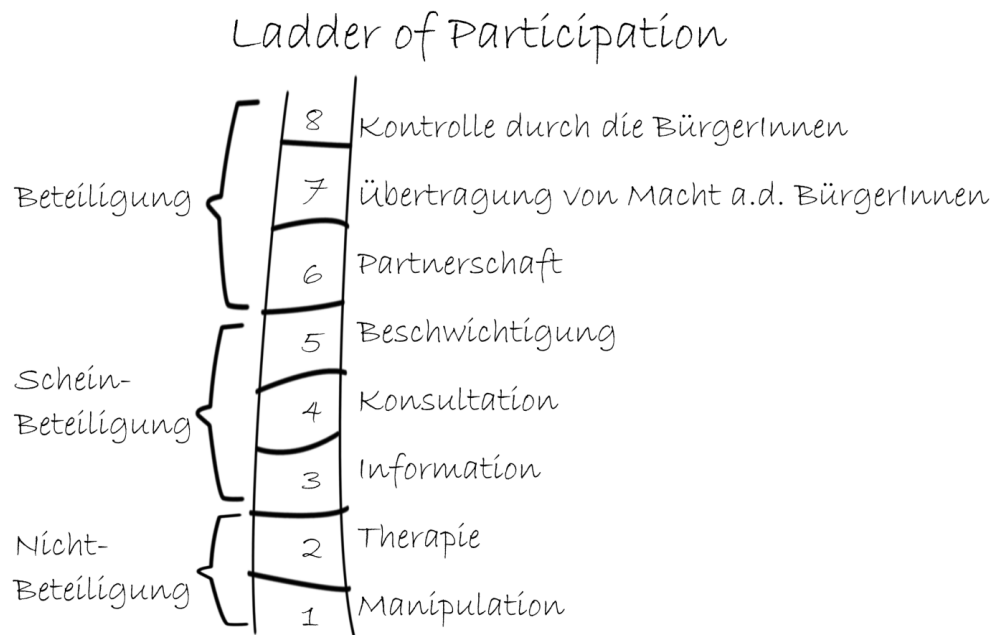 Ladder of Participation
Beteiligung
8 Kontrolle durch die BürgerInnen
7 Übertragung von Macht a.d. BürgerInnen
6 Partnerschaft
Schein-
Beteiligung
5 Beschwichtigung
4 Konsultation
3 Information
Nicht-
Beteiligung
2 Therapie
1 Manipulation